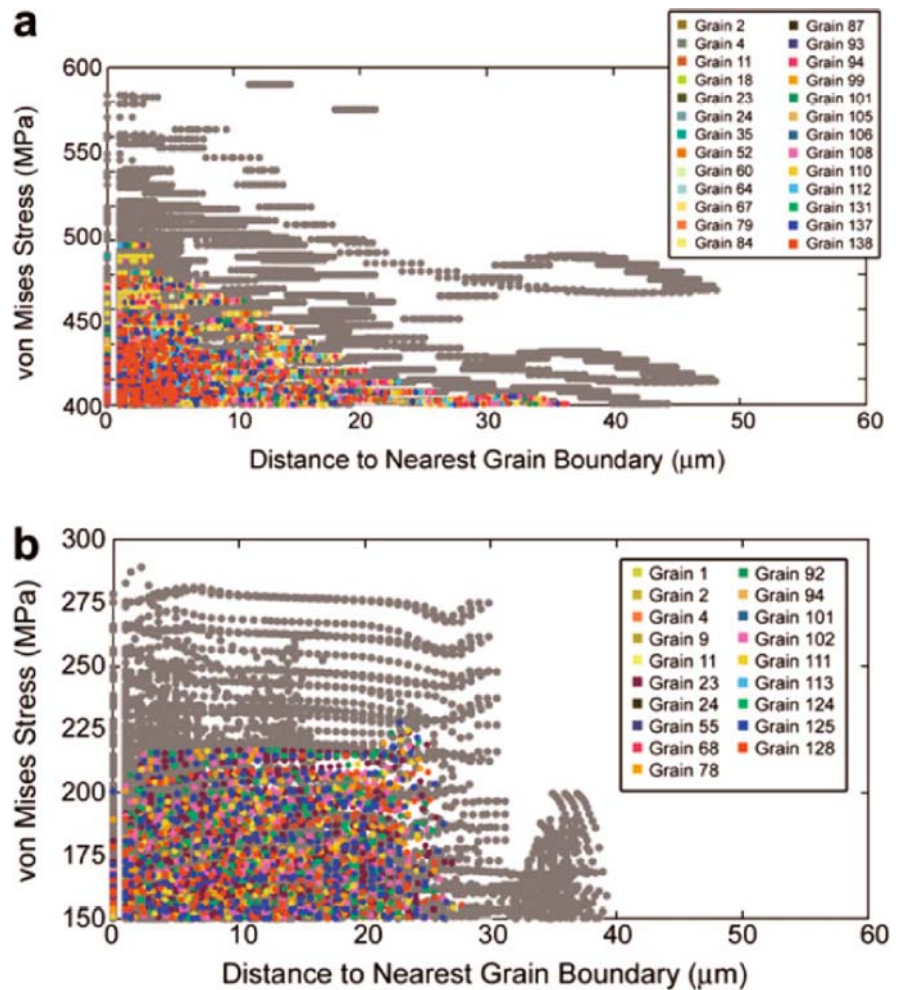 a
Grain 2 Grain 87
Grain 4 Grain 93
Grain 11 Grain 94
Grain 18 Grain 99
Grain 23 Grain 101
Grain 24 Grain 105
Grain 35 Grain 106
Grain 52 Grain 108
Grain 60 Grain 110
Grain 64 Grain 112
Grain 67 Grain 131
Grain 79 Grain 137
Grain 84 Grain 138
von Mises Stress (MPa)
600
550
500
450
400
0 10 20 30 40 50 60
Distance to Nearest Grain Boundary (μm)
b
Grain 1 Grain 92
Grain 2 Grain 94
Grain 4 Grain 101
Grain 9 Grain 102
Grain 11 Grain 111
Grain 23 Grain 113
Grain 24 Grain 124
Grain 55 Grain 125
Grain 68 Grain 128
Grain 78
von Mises Stress (MPa)
300
275
250
225
200
175
150
0 10 20 30 40 50 60
Distance to Nearest Grain Boundary (μm)